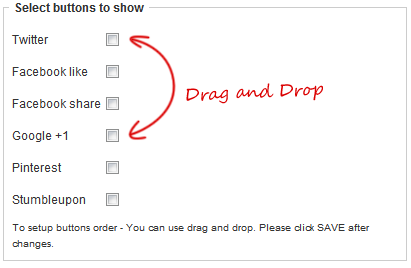 Select buttons to show
Twitter
Facebook like
Facebook share
Drag and Drop
Google +1
Pinterest
Stumbleupon
To setup buttons order - You can use drag and drop. Please click SAVE after
changes.